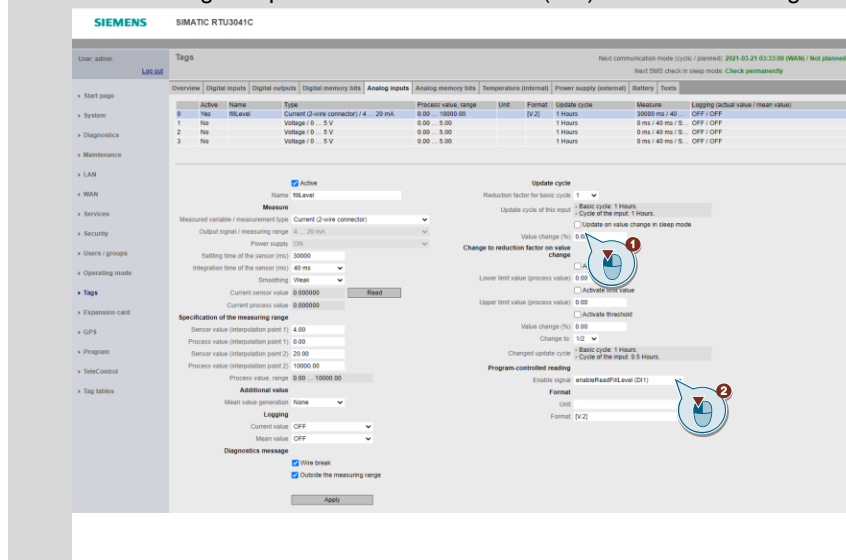 SIEMENS SIMATIC RTU3041C
User: admin Tags Next communication mode (cyclic / planned): 2021-03-21 03:33:00 (WAN) / Not planned
Log out Next SMS check in sleep mode: Check permanently
Overview Digital inputs Digital outputs Digital memory bits Analog inputs Analog memory bits Temperature (internal) Power supply (external) Battery Texts
» Start page
Active Name Type Process value, range Unit Format Update cycle Measure Logging (actual value / mean value)
» System 0 Yes fillLevel Current (2-wire connector) / 4 ... 20 mA 0.00 ... 10000.00 [V.2] 1 Hours 30000 ms / 40 ... OFF / OFF
1 No Voltage / 0 ... 5 V 0.00 ... 5.00 1 Hours 0 ms / 40 ms / S... OFF / OFF
» Diagnostics 2 No Voltage / 0 ... 5 V 0.00 ... 5.00 1 Hours 0 ms / 40 ms / S... OFF / OFF
3 No Voltage / 0 ... 5 V 0.00 ... 5.00 1 Hours 0 ms / 40 ms / S... OFF / OFF
» Maintenance
» LAN
» WAN
» Services
» Security
» Users / groups
» Operating mode
» Tags
» Expansion card
» GPS
» Program
» TeleControl
» Tag tables
Active
Name fillLevel
Measure
Measured variable / measurement type Current (2-wire connector)
Output signal / measuring range 4 ... 20 mA
Power supply ON
Settling time of the sensor (ms) 30000
Integration time of the sensor (ms) 40 ms
Smoothing Weak
Current sensor value 0.000000 Read
Current process value 0.000000
Specification of the measuring range
Sensor value (interpolation point 1) 4.00
Process value (interpolation point 1) 0.00
Sensor value (interpolation point 2) 20.00
Process value (interpolation point 2) 10000.00
Process value, range 0.00 ... 10000.00
Additional value
Mean value generation None
Logging
Current value OFF
Mean value OFF
Diagnostics message
Wire break
Outside the measuring range
Apply
Update cycle
Reduction factor for basic cycle 1
Update cycle of this input - Basic cycle: 1 Hours.
- Cycle of the input: 1 Hours.
Update on value change in sleep mode
Value change (%) 0.00
1
Change to reduction factor on value
change
Lower limit value (process value) 0.00
Activate limit value
Upper limit value (process value) 0.00
Activate threshold
Value change (%) 0.00
Change to: 1/2
Changed update cycle - Basic cycle: 1 Hours.
- Cycle of the input: 0.5 Hours.
Program-controlled reading
Enable signal enableReadFillLevel (DI1)
2
Format
Unit
Format [V.2]